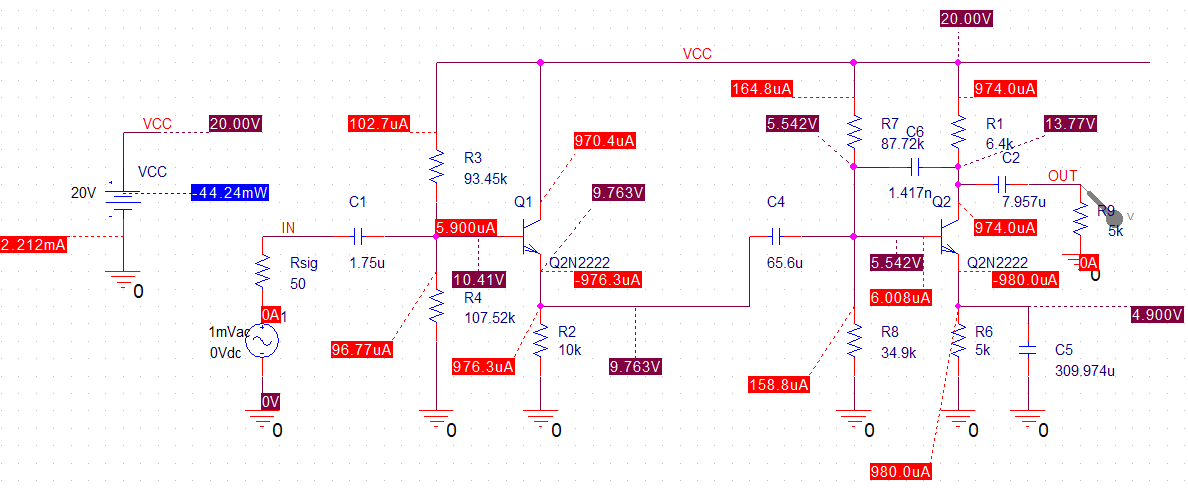 20.00V
VCC
164.8uA
974.0uA
VCC
20.00V
102.7uA
5.542V
R7
C6
R1
13.77V
87.72k
6.4k
970.4uA
C2
R3
93.45k
VCC
20V
-44.24mW
9.763V
1.417n
OUT
7.957u
C1
Q1
C4
Q2
R9
V
5k
IN
5.900uA
974.0uA
2.212mA
Rsig
50
1.75u
10.41V
Q2N2222
65.6u
5.542V
Q2N2222
0A
0
-976.3uA
-980.0uA
0
R4
107.52k
6.008uA
0A
1
4.900V
1mVac
0Vdc
R2
10k
R8
34.9k
R6
5k
C5
309.974u
96.77uA
976.3uA
9.763V
158.8uA
0V
0
0
0
0
0
0
980.0uA